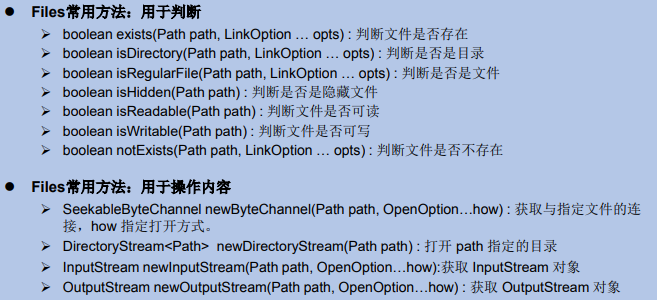 ● Files常用方法：用于判断
➢ boolean exists(Path path, LinkOption … opts) : 判断文件是否存在
➢ boolean isDirectory(Path path, LinkOption … opts) : 判断是否是目录
➢ boolean isRegularFile(Path path, LinkOption … opts) : 判断是否是文件
➢ boolean isHidden(Path path) : 判断是否是隐藏文件
➢ boolean isReadable(Path path) : 判断文件是否可读
➢ boolean isWritable(Path path) : 判断文件是否可写
➢ boolean notExists(Path path, LinkOption … opts) : 判断文件是否不存在
● Files常用方法：用于操作内容
➢ SeekableByteChannel newByteChannel(Path path, OpenOption…how) : 获取与指定文件的连
接，how 指定打开方式。
➢ DirectoryStream<Path> newDirectoryStream(Path path) : 打开 path 指定的目录
➢ InputStream newInputStream(Path path, OpenOption…how):获取 InputStream 对象
➢ OutputStream newOutputStream(Path path, OpenOption…how) : 获取 OutputStream 对象